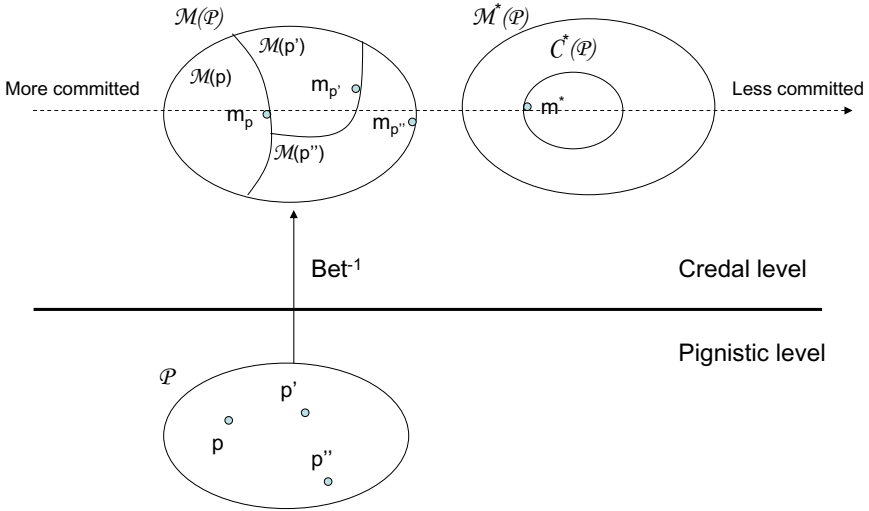 M(P)
M*(P)
M(p')
C*(P)
M(p)
More committed
Less committed
m_p'
m_p
m*
m_p''
M(p'')
Bet⁻¹
Credal level
Pignistic level
P
p'
p
p''